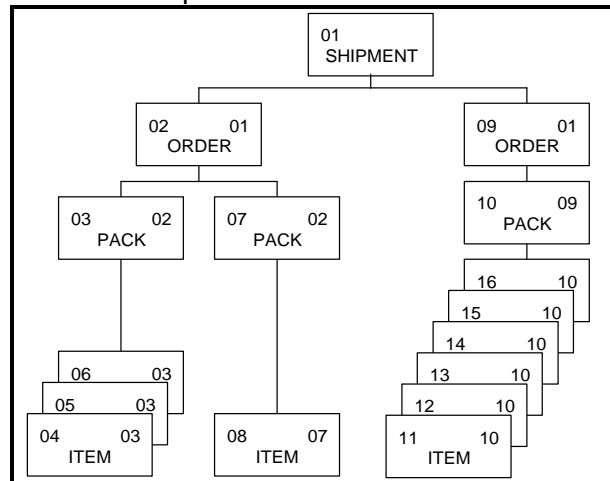 01
SHIPMENT
02 01
ORDER
09 01
ORDER
03 02
PACK
07 02
PACK
10 09
PACK
16 10
15 10
14 10
13 10
12 10
11 10
ITEM
06 03
05 03
04 03
ITEM
08 07
ITEM